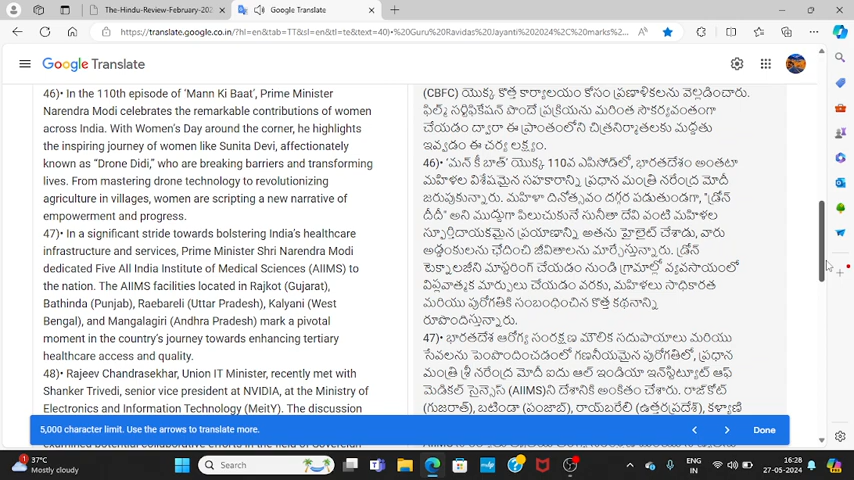 The-Hindu-Review-February-202
Google Translate
https://translate.google.co.in/?hl=en&tab=TT&sl=en&tl=te&text=40)•%20Guru%20Ravidas%20Jayanti%202024%2C%20marks%...
Google Translate
46)• In the 110th episode of ‘Mann Ki Baat’, Prime Minister
Narendra Modi celebrates the remarkable contributions of women
across India. With Women’s Day around the corner, he highlights
the inspiring journey of women like Sunita Devi, affectionately
known as “Drone Didi,” who are breaking barriers and transforming
lives. From mastering drone technology to revolutionizing
agriculture in villages, women are scripting a new narrative of
empowerment and progress.
47)• In a significant stride towards bolstering India’s healthcare
infrastructure and services, Prime Minister Shri Narendra Modi
dedicated Five All India Institute of Medical Sciences (AIIMS) to
the nation. The AIIMS facilities located in Rajkot (Gujarat),
Bathinda (Punjab), Raebareli (Uttar Pradesh), Kalyani (West
Bengal), and Mangalagiri (Andhra Pradesh) mark a pivotal
moment in the country’s journey towards enhancing tertiary
healthcare access and quality.
48)• Rajeev Chandrasekhar, Union IT Minister, recently met with
Shanker Trivedi, senior vice president at NVIDIA, at the Ministry of
Electronics and Information Technology (MeitY). The discussion
examined potential collaborative efforts in the field of Sovereign
(CBFC) యొక్క కొత్త కార్యాలయం కోసం ప్రణాళికలను వెల్లడించారు.
ఫిల్మ్ సర్టిఫికేషన్ పొందే ప్రక్రియను మరింత సౌకర్యవంతంగా
చేయడం ద్వారా ఈ ప్రాంతంలోని చిత్రనిర్మాతలకు మద్దతు
ఇవ్వడం ఈ చర్య లక్ష్యం.
46)• 'మన్ కీ బాత్' యొక్క 110వ ఎపిసోడ్‌లో, భారతదేశం అంతటా
మహిళల విశేషమైన సహకారాన్ని ప్రధాన మంత్రి నరేంద్ర మోదీ
జరుపుకున్నారు. మహిళా దినోత్సవం దగ్గర పడుతుండగా, "డ్రోన్
దీదీ" అని ముద్దుగా పిలుచుకునే సునీతా దేవి వంటి మహిళల
స్ఫూర్తిదాయకమైన ప్రయాణాన్ని అతను హైలైట్ చేశాడు, వారు
అడ్డంకులను ఛేదించి జీవితాలను మార్చేస్తున్నారు. డ్రోన్
టెక్నాలజీని మాస్టరింగ్ చేయడం నుండి గ్రామాల్లో వ్యవసాయంలో
విప్లవాత్మక మార్పులు చేయడం వరకు, మహిళలు సాధికారత
మరియు పురోగతికి సంబంధించిన కొత్త కథనాన్ని
రూపొందిస్తున్నారు.
47)• భారతదేశ ఆరోగ్య సంరక్షణ మౌలిక సదుపాయాలు మరియు
సేవలను పెంపొందించడంలో గణనీయమైన పురోగతిలో, ప్రధాన
మంత్రి శ్రీ నరేంద్ర మోదీ ఐదు ఆల్ ఇండియా ఇన్‌స్టిట్యూట్ ఆఫ్
మెడికల్ సైన్సెస్ (AIIMS)ని దేశానికి అంకితం చేశారు. రాజ్‌కోట్
(గుజరాత్), బటిండా (పంజాబ్), రాయ్‌బరేలి (ఉత్తరప్రదేశ్), కళ్యాణి
5,000 character limit. Use the arrows to translate more.
Done
37°C
Mostly cloudy
Search
ENG
IN
16:28
27-05-2024